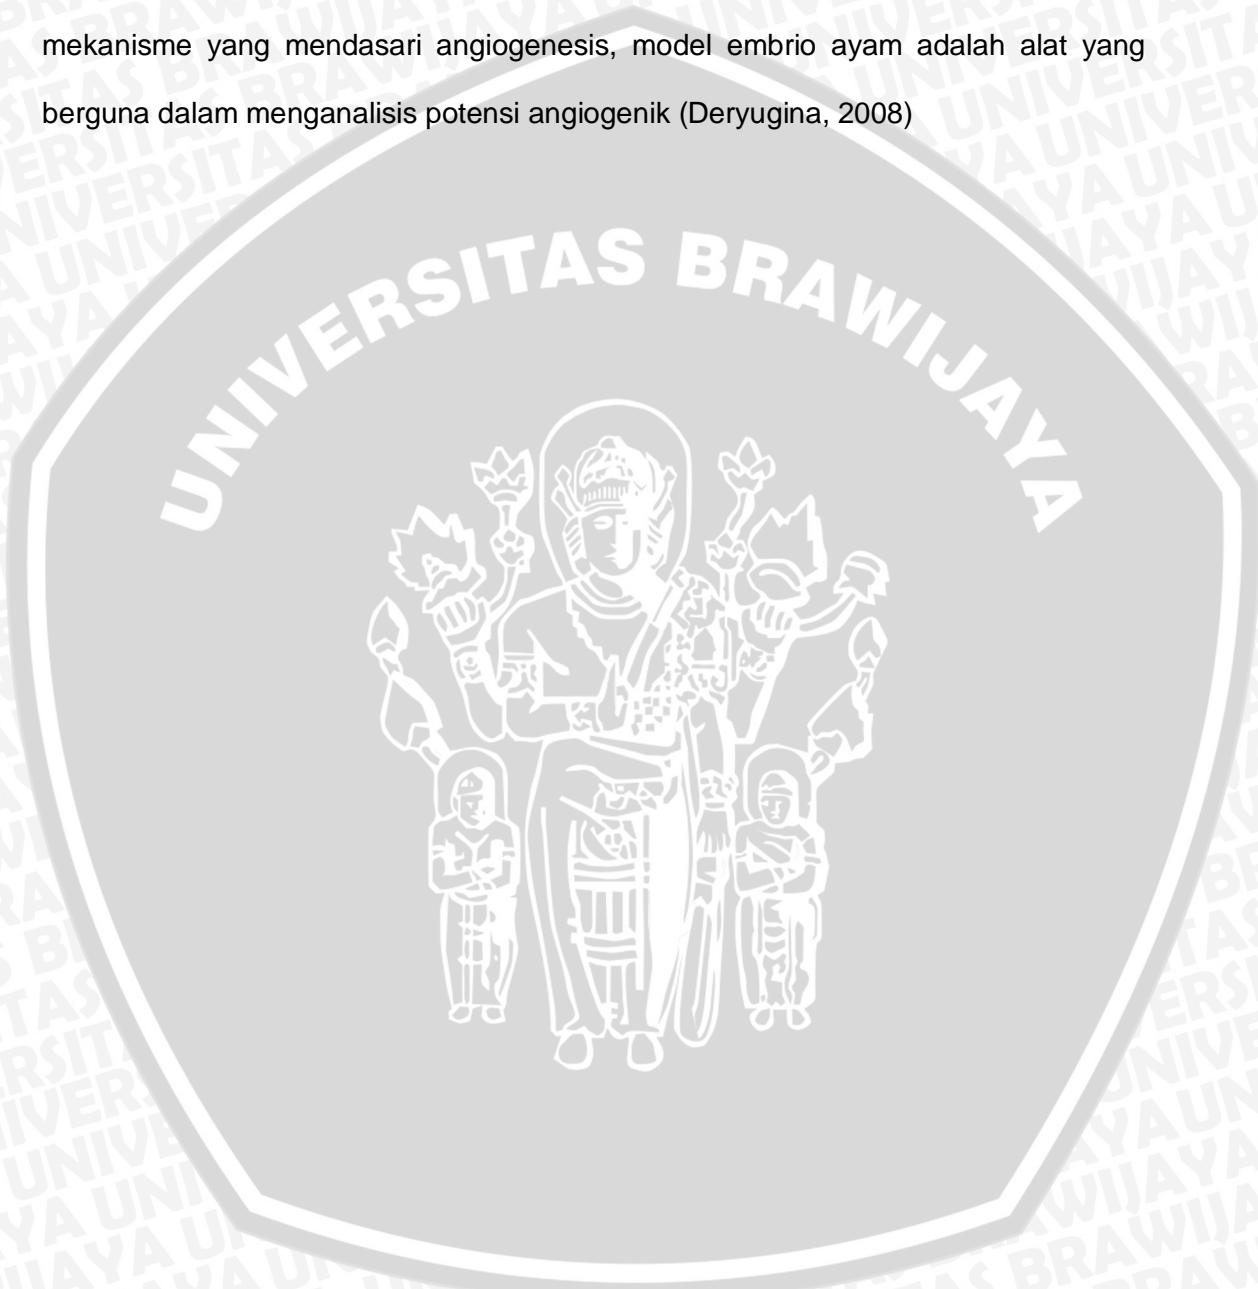 mekanisme yang mendasari angiogenesis, model embrio ayam adalah alat yang
berguna dalam menganalisis potensi angiogenik (Deryugina, 2008)
UNIVERSITAS BRAWIJAYA